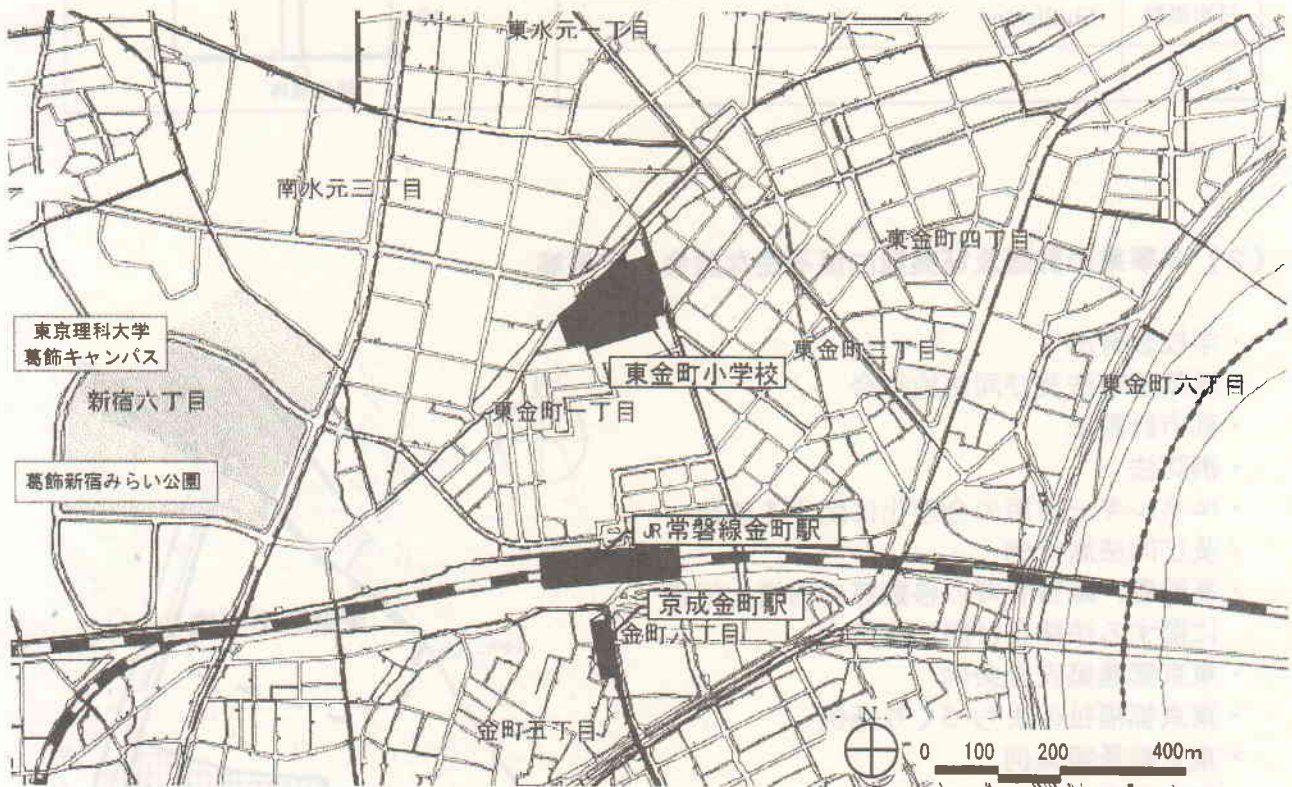 東水元一丁目
南水元三丁目
東金町四丁目
東京理科大学
葛飾キャンパス
東金町三丁目
東金町小学校
東金町六丁目
新宿六丁目
東金町一丁目
葛飾新宿みらい公園
JR常磐線金町駅
京成金町駅
金町六丁目
金町五丁目
N
0 100 200 400m